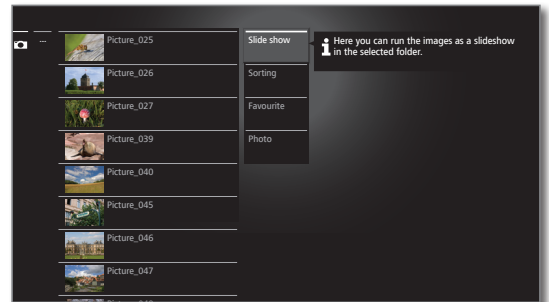 ...
Picture_025
Picture_026
Picture_027
Picture_039
Picture_040
Picture_045
Picture_046
Picture_047
Slide show
Sorting
Favourite
Photo
i Here you can run the images as a slideshow
in the selected folder.